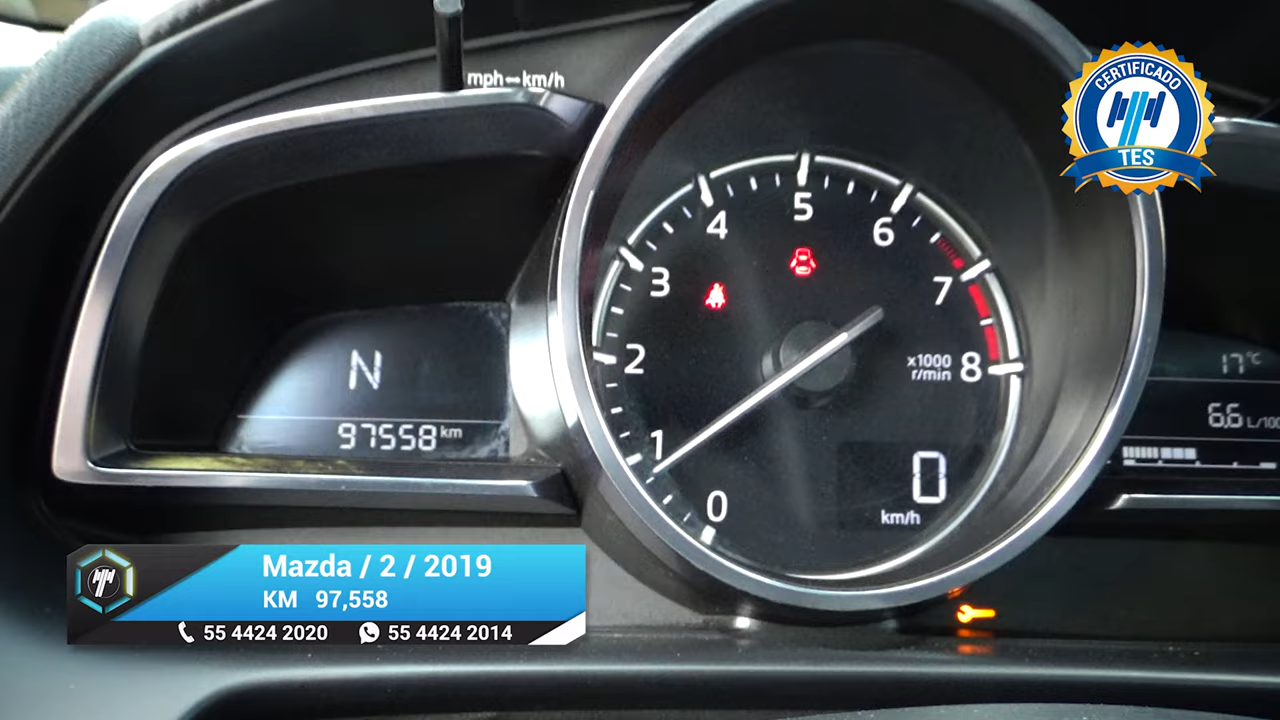 mph↔km/h
CERTIFICADO
TES
4
5
6
3
7
2
8
x1000
r/min
1
0
N
97558 km
0
km/h
17°C
6.6 L/100
Mazda / 2 / 2019
KM 97,558
55 4424 2020 55 4424 2014